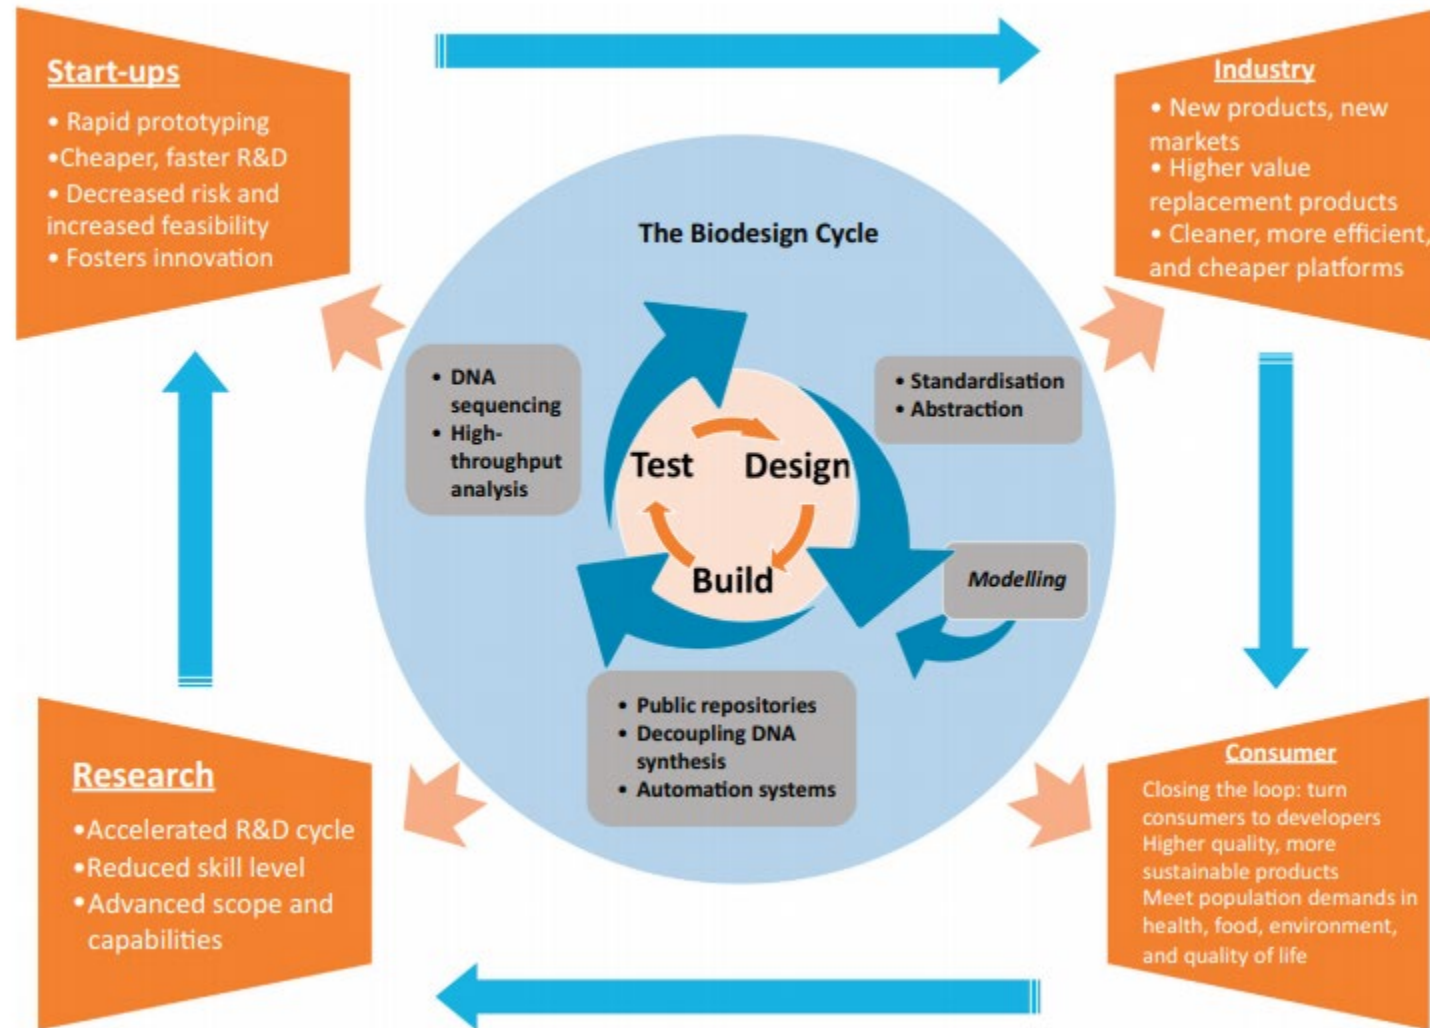 Start-ups
• Rapid prototyping
•Cheaper, faster R&D
• Decreased risk and
increased feasibility
• Fosters innovation
Industry
• New products, new
markets
• Higher value
replacement products
• Cleaner, more efficient,
and cheaper platforms
The Biodesign Cycle
• DNA
sequencing
• High-
throughput
analysis
• Standardisation
• Abstraction
Test
Design
Build
Modelling
• Public repositories
• Decoupling DNA
synthesis
• Automation systems
Research
•Accelerated R&D cycle
•Reduced skill level
•Advanced scope and
capabilities
Consumer
Closing the loop: turn
consumers to developers
Higher quality, more
sustainable products
Meet population demands in
health, food, environment,
and quality of life